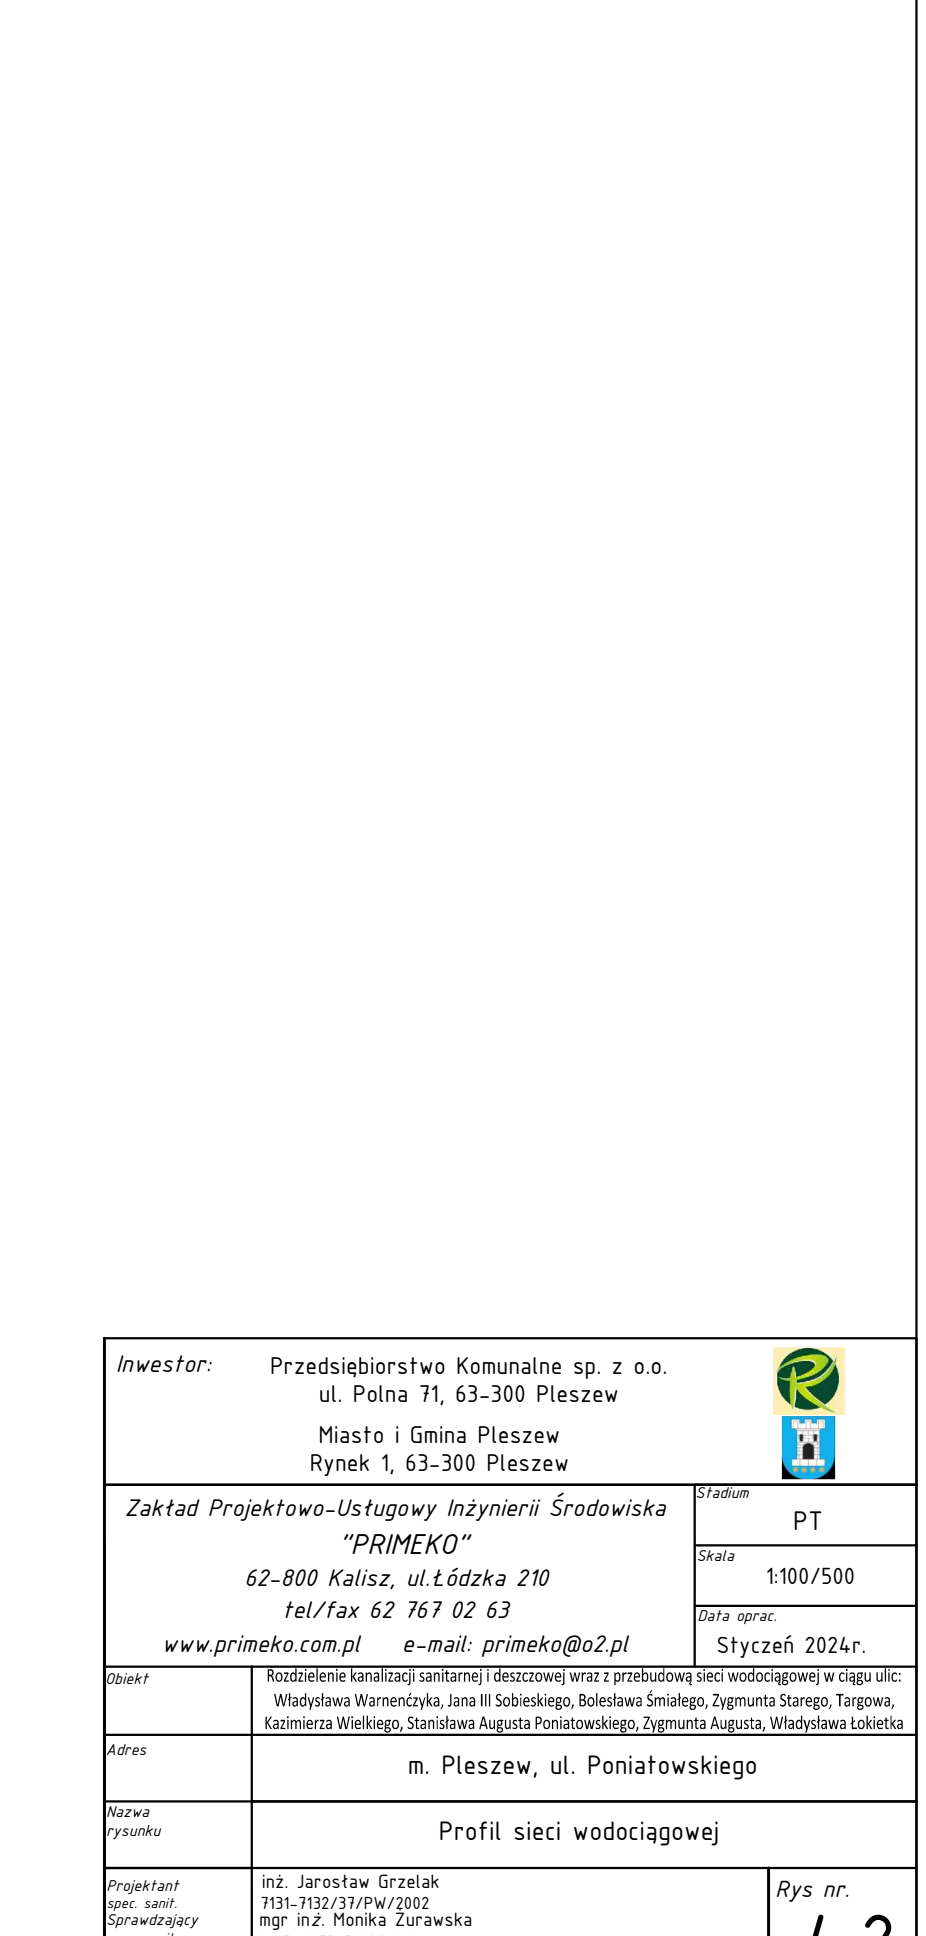 Inwestor: Przedsiębiorstwo Komunalne sp. z o.o.
ul. Polna 71, 63-300 Pleszew
Miasto i Gmina Pleszew
Rynek 1, 63-300 Pleszew
Zakład Projektowo-Usługowy Inżynierii Środowiska
"PRIMEKO"
62-800 Kalisz, ul.Łódzka 210
tel/fax 62 767 02 63
www.primeko.com.pl e-mail: primeko@o2.pl
Stadium
PT
Skala
1:100/500
Data oprac.
Styczeń 2024r.
Obiekt
Rozdzielenie kanalizacji sanitarnej i deszczowej wraz z przebudową sieci wodociągowej w ciągu ulic:
Władysława Warneńćzyka, Jana III Sobieskiego, Bolesława Śmiałego, Zygmunta Starego, Targowa,
Kazimierza Wielkiego, Stanisława Augusta Poniatowskiego, Zygmunta Augusta, Władysława Łokietka
Adres
m. Pleszew, ul. Poniatowskiego
Nazwa
rysunku
Profil sieci wodociągowej
Projektant
spec. sanit.
inż. Jarosław Grzelak
7131-7132/37/PW/2002
Sprawdzający
mgr inż. Monika Żurawska
Rys nr.